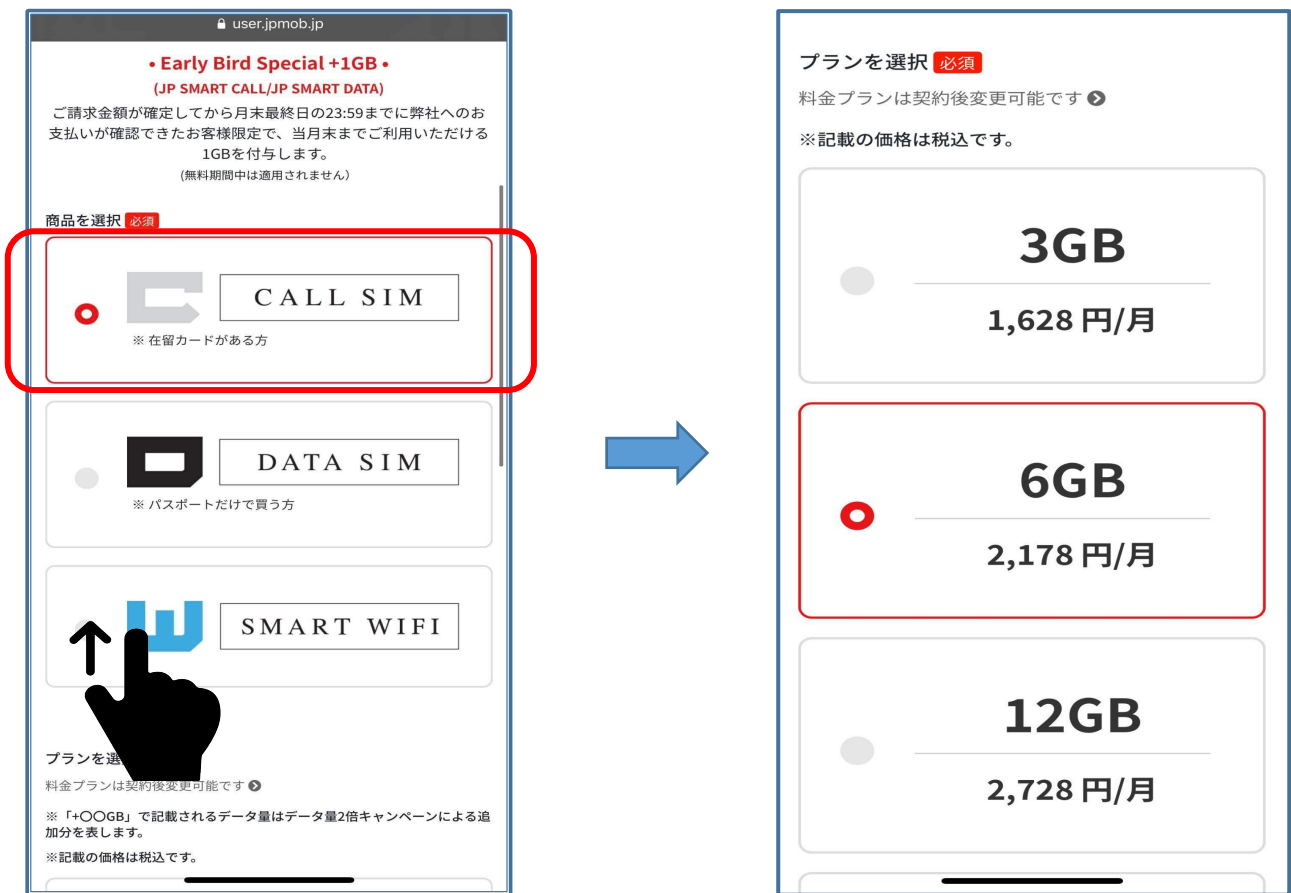 user.jpmob.jp
• Early Bird Special +1GB •
(JP SMART CALL/JP SMART DATA)
ご請求金額が確定してから月末最終日の23:59までに弊社へのお
支払いが確認できたお客様限定で、当月末までご利用いただける
1GBを付与します。
(無料期間中は適用されません)
商品を選択 必須
CALL SIM
※ 在留カードがある方
DATA SIM
※ パスポートだけで買う方
SMART WIFI
プランを選
料金プランは契約後変更可能です
※「+〇〇GB」で記載されるデータ量はデータ量2倍キャンペーンによる追
加分を表します。
※記載の価格は税込です。
プランを選択 必須
料金プランは契約後変更可能です
※記載の価格は税込です。
3GB
1,628 円/月
6GB
2,178 円/月
12GB
2,728 円/月